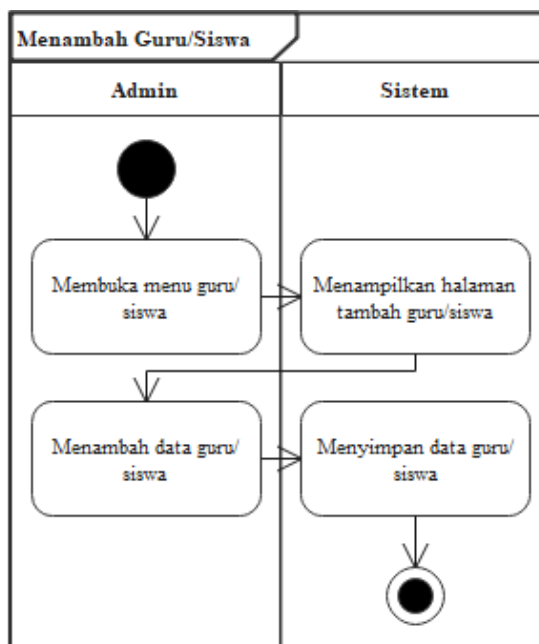 Menambah Guru/Siswa
Admin
Sistem
Membuka menu guru/
siswa
Menampilkan halaman
tambah guru/siswa
Menambah data guru/
siswa
Menyimpan data guru/
siswa